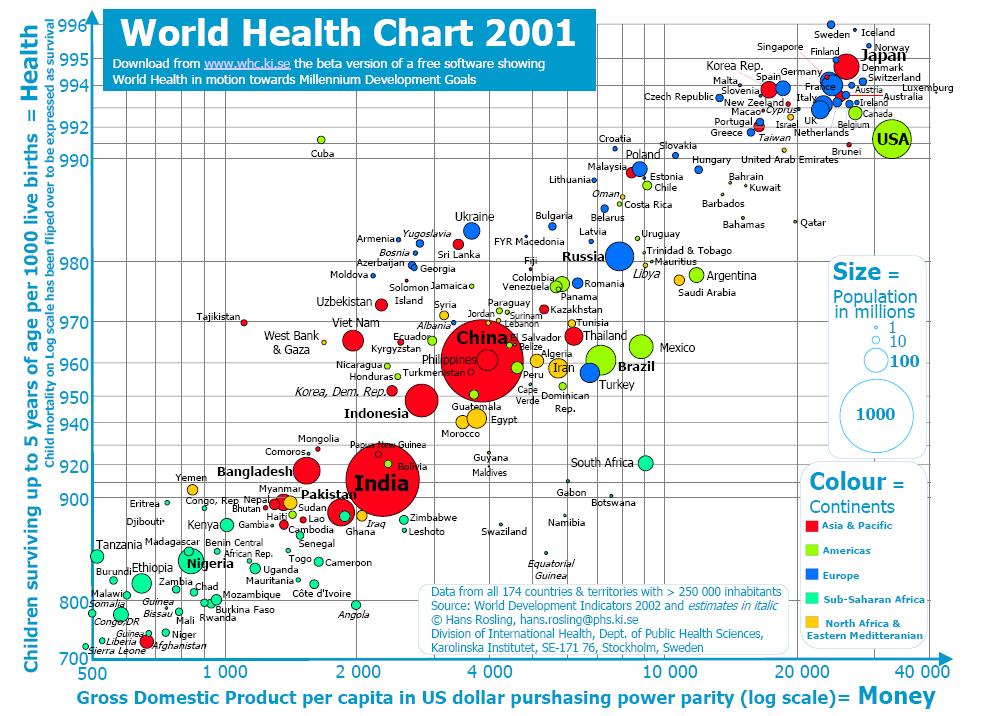 World Health Chart 2001
Download from www.whc.ki.se the beta version of a free software showing
World Health in motion towards Millennium Development Goals
Children surviving up to 5 years of age per 1000 live births = Health
Child mortality on Log scale has been fliped over to be expressed as survival
996
995
994
992
990
980
970
960
950
940
920
900
800
700
Sweden
Iceland
Singapore
Finland
Norway
Japan
Korea Rep.
Denmark
Germany
Spain
Switzerland
Malta
France
Luxemburg
Slovenia
Austria
Czech Republic
New Zeeland
Italy
Australia
Ireland
Macao
Cyprus
Canada
Portugal
Israel
UK
Belgium
Greece
Taiwan
Netherlands
USA
Croatia
Brunei
Cuba
Slovakia
Poland
United Arab Emirates
Hungary
Malaysia
Estonia
Lithuania
Chile
Bahrain
Kuwait
Oman
Costa Rica
Barbados
Ukraine
Bulgaria
Belarus
Bahamas
Qatar
Yugoslavia
Latvia
Armenia
FYR Macedonia
Uruguay
Bosnia
Sri Lanka
Trinidad & Tobago
Azerbaijan
Fiji
Russia
Mauritius
Georgia
Moldova
Libya
Argentina
Colombia
Solomon
Island
Jamaica
Venezuela
Romania
Saudi Arabia
Uzbekistan
Panama
Syria
Paraguay
Kazakhstan
Tajikistan
Viet Nam
Jordan
Surinam
Albania
Lebanon
Tunisia
West Bank
& Gaza
Ecuador
China
El Salvador
Thailand
Kyrgyzstan
Belize
Mexico
Philippines
Algeria
Nicaragua
Turkmenistan
Iran
Brazil
Honduras
Peru
Turkey
Korea, Dem. Rep.
Cape
Verde
Dominican
Rep.
Indonesia
Guatemala
Egypt
Morocco
Mongolia
Papua New Guinea
Comoros
Guyana
Bangladesh
Bolivia
Maldives
South Africa
India
Yemen
Myanmar
Gabon
Eritrea
Congo, Rep
Nepal
Pakistan
Botswana
Bhutan
Sudan
Djibouti
Haiti
Iraq
Zimbabwe
Namibia
Kenya
Gambia
Lao
Cambodia
Ghana
Leshoto
Swaziland
Tanzania
Madagascar
Benin
Central
African Rep.
Senegal
Equatorial
Guinea
Burundi
Ethiopia
Nigeria
Togo
Cameroon
Uganda
Zambia
Mauritania
Malawi
Chad
Somalia
Guinea
Bissau
Mozambique
Côte d'Ivoire
Congo,DR
Mali
Rwanda
Burkina Faso
Angola
Guinea
Niger
Liberia
Afghanistan
Sierra Leone
Size =
Population
in millions
1
10
100
1000
Colour =
Continents
Asia & Pacific
Americas
Europe
Sub-Saharan Africa
North Africa &
Eastern Meditteranian
Data from all 174 countries & territories with > 250 000 inhabitants
Source: World Development Indicators 2002 and estimates in italic
© Hans Rosling, hans.rosling@phs.ki.se
Division of International Health, Dept. of Public Health Sciences,
Karolinska Institutet, SE-171 76, Stockholm, Sweden
500
1 000
2 000
4 000
10 000
20 000
40 000
Gross Domestic Product per capita in US dollar purshasing power parity (log scale)= Money